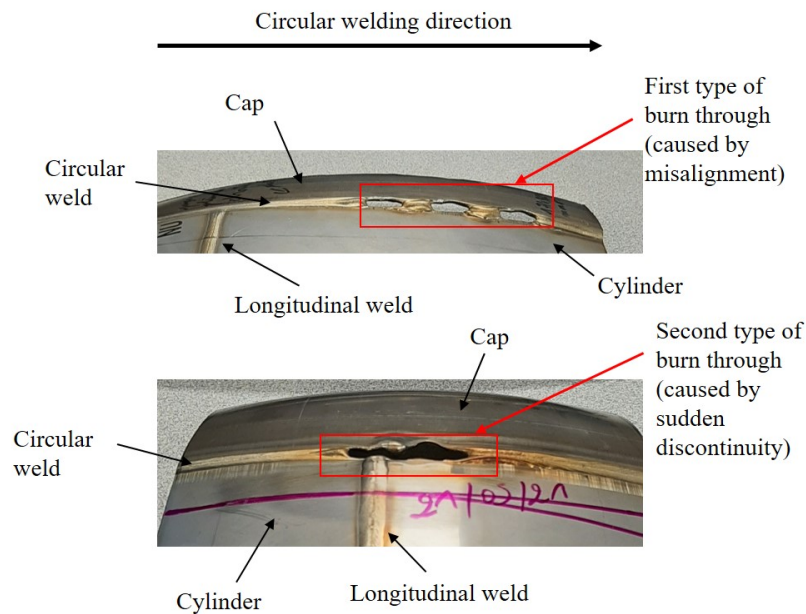 Circular welding direction
First type of
burn through
(caused by
misalignment)
Cap
Circular
weld
Longitudinal weld
Cylinder
Second type of
burn through
(caused by
sudden
discontinuity)
Cap
Circular
weld
Cylinder
Longitudinal weld